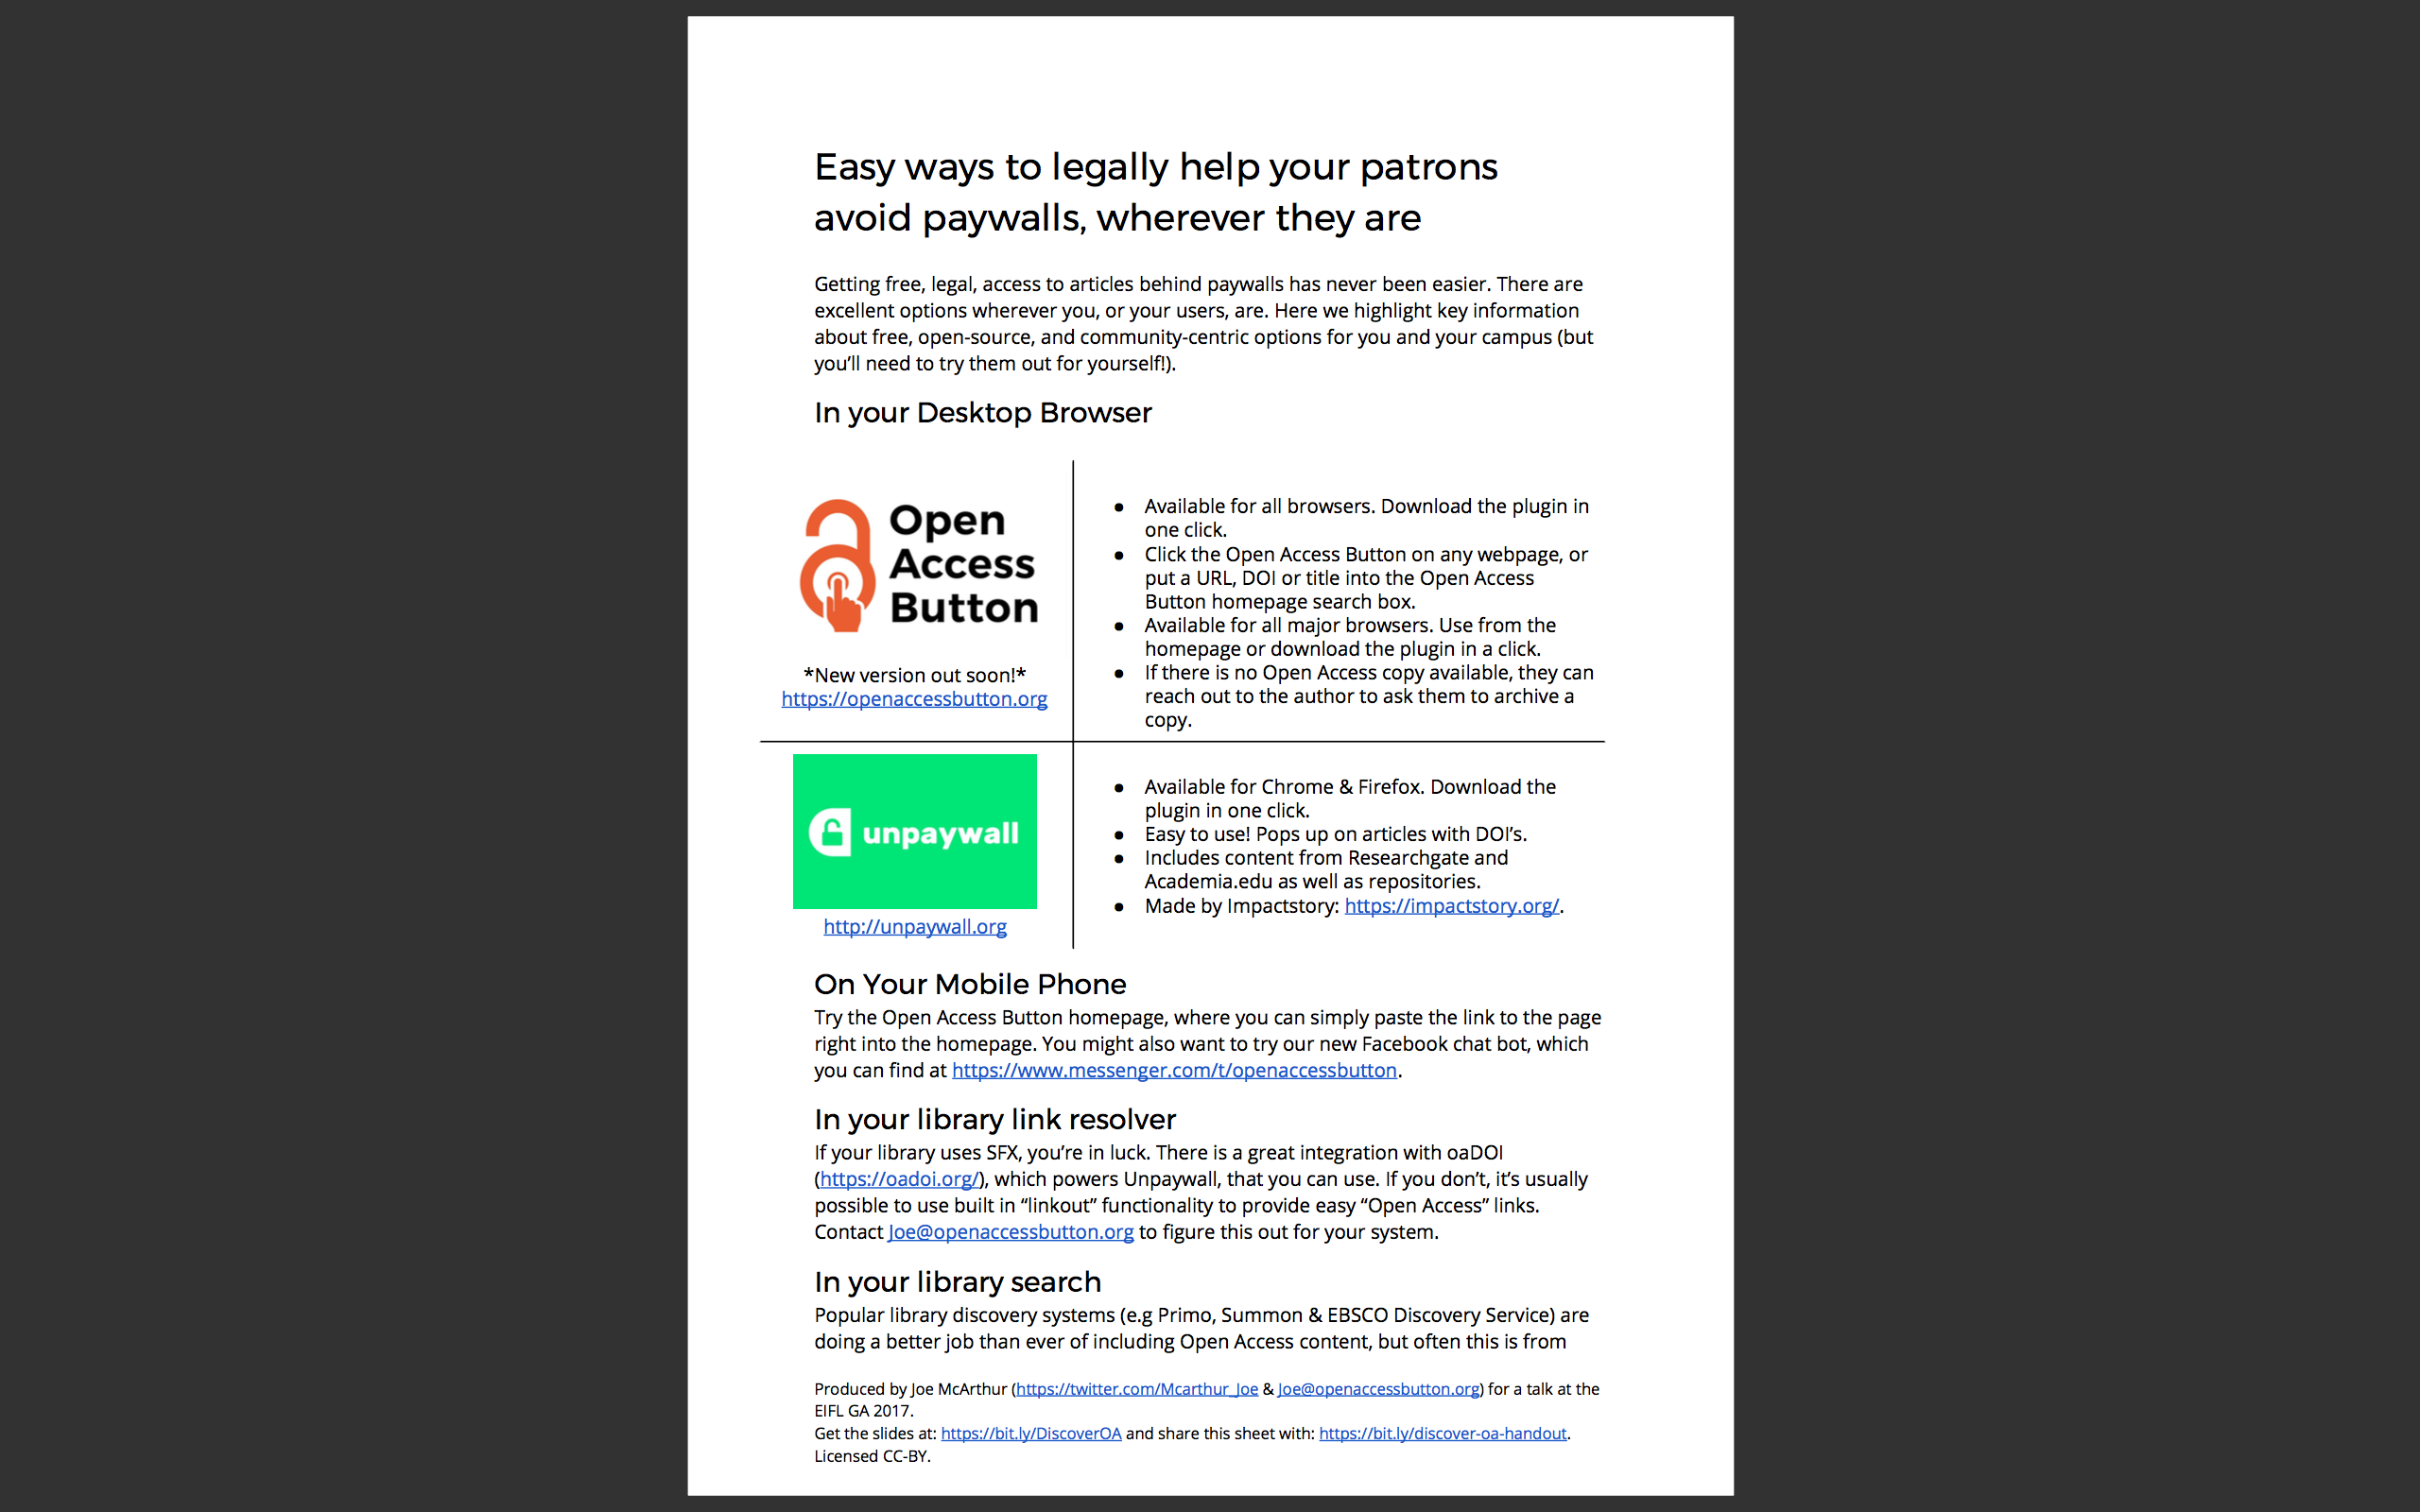 Easy ways to legally help your patrons
avoid paywalls, wherever they are
Getting free, legal, access to articles behind paywalls has never been easier. There are
excellent options wherever you, or your users, are. Here we highlight key information
about free, open-source, and community-centric options for you and your campus (but
you’ll need to try them out for yourself!).
In your Desktop Browser
Open
Access
Button
*New version out soon!*
https://openaccessbutton.org
● Available for all browsers. Download the plugin in
one click.
● Click the Open Access Button on any webpage, or
put a URL, DOI or title into the Open Access
Button homepage search box.
● Available for all major browsers. Use from the
homepage or download the plugin in a click.
● If there is no Open Access copy available, they can
reach out to the author to ask them to archive a
copy.
unpaywall
http://unpaywall.org
● Available for Chrome & Firefox. Download the
plugin in one click.
● Easy to use! Pops up on articles with DOI’s.
● Includes content from Researchgate and
Academia.edu as well as repositories.
● Made by Impactstory: https://impactstory.org/.
On Your Mobile Phone
Try the Open Access Button homepage, where you can simply paste the link to the page
right into the homepage. You might also want to try our new Facebook chat bot, which
you can find at https://www.messenger.com/t/openaccessbutton.
In your library link resolver
If your library uses SFX, you’re in luck. There is a great integration with oaDOI
(https://oadoi.org/), which powers Unpaywall, that you can use. If you don’t, it’s usually
possible to use built in “linkout” functionality to provide easy “Open Access” links.
Contact Joe@openaccessbutton.org to figure this out for your system.
In your library search
Popular library discovery systems (e.g Primo, Summon & EBSCO Discovery Service) are
doing a better job than ever of including Open Access content, but often this is from
Produced by Joe McArthur (https://twitter.com/Mcarthur_Joe & Joe@openaccessbutton.org) for a talk at the
EIFL GA 2017.
Get the slides at: https://bit.ly/DiscoverOA and share this sheet with: https://bit.ly/discover-oa-handout.
Licensed CC-BY.